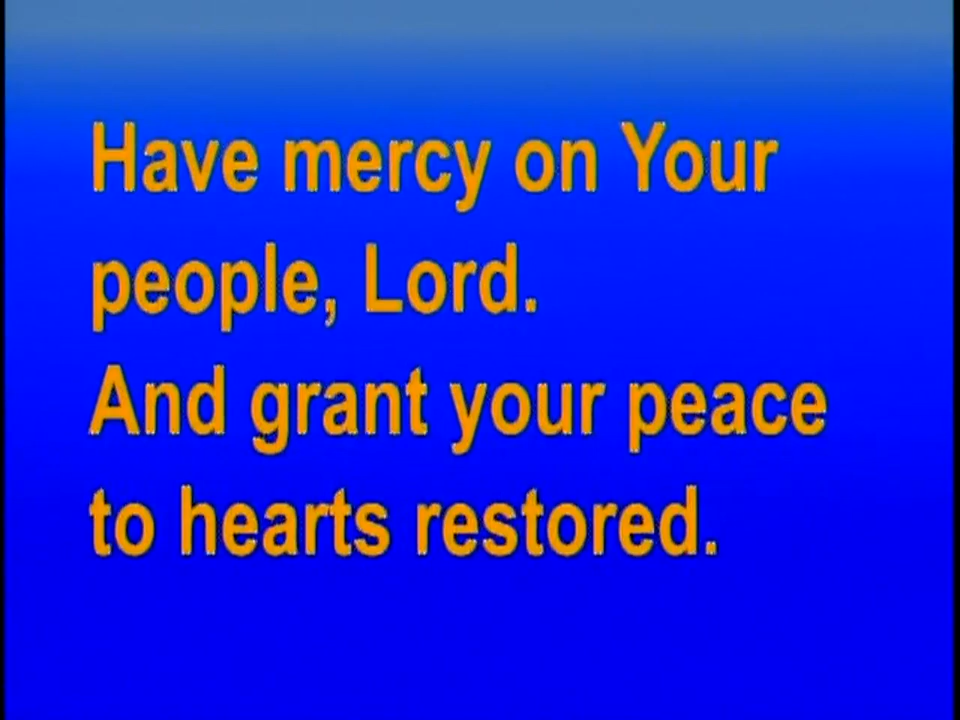 Have mercy on Your
people, Lord.
And grant your peace
to hearts restored.